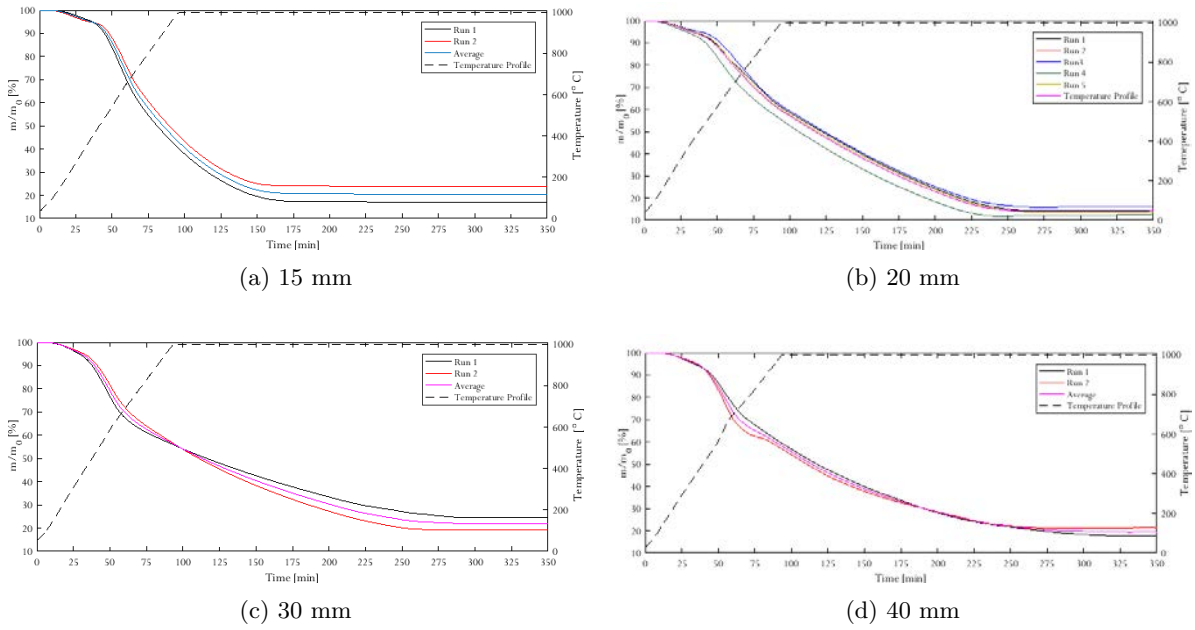 100
90
80
70
60
50
40
30
20
10
m/m0 [%]
0 25 50 75 100 125 150 175 200 225 250 275 300 325 350
Time [min]
1000
800
600
400
200
0
Temperature [° C]
Run 1
Run 2
Average
Temperature Profile
(a) 15 mm
100
90
80
70
60
50
40
30
20
10
m/m0 [%]
0 25 50 75 100 125 150 175 200 225 250 275 300 325 350
Time [min]
1000
800
600
400
200
0
Temeperature [° C]
Run 1
Run 2
Run3
Run 4
Run 5
Temperature Profile
(b) 20 mm
100
90
80
70
60
50
40
30
20
10
m/m0 [%]
0 25 50 75 100 125 150 175 200 225 250 275 300 325 350
Time [min]
1000
800
600
400
200
0
Temperature [° C]
Run 1
Run 2
Average
Temperature Profile
(c) 30 mm
100
90
80
70
60
50
40
30
20
10
m/m0 [%]
0 25 50 75 100 125 150 175 200 225 250 275 300 325 350
Time [min]
1000
800
600
400
200
0
Temperature [° C]
Run 1
Run 2
Average
Temperature Profile
(d) 40 mm